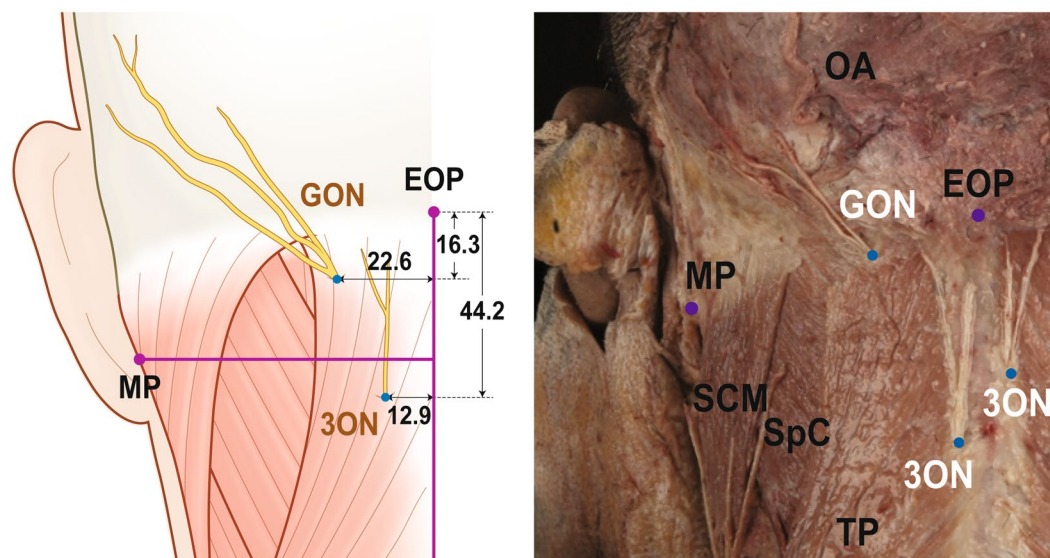 EOP
GON
16.3
22.6
44.2
MP
12.9
3ON
OA
EOP
GON
MP
3ON
SCM
SpC
3ON
TP